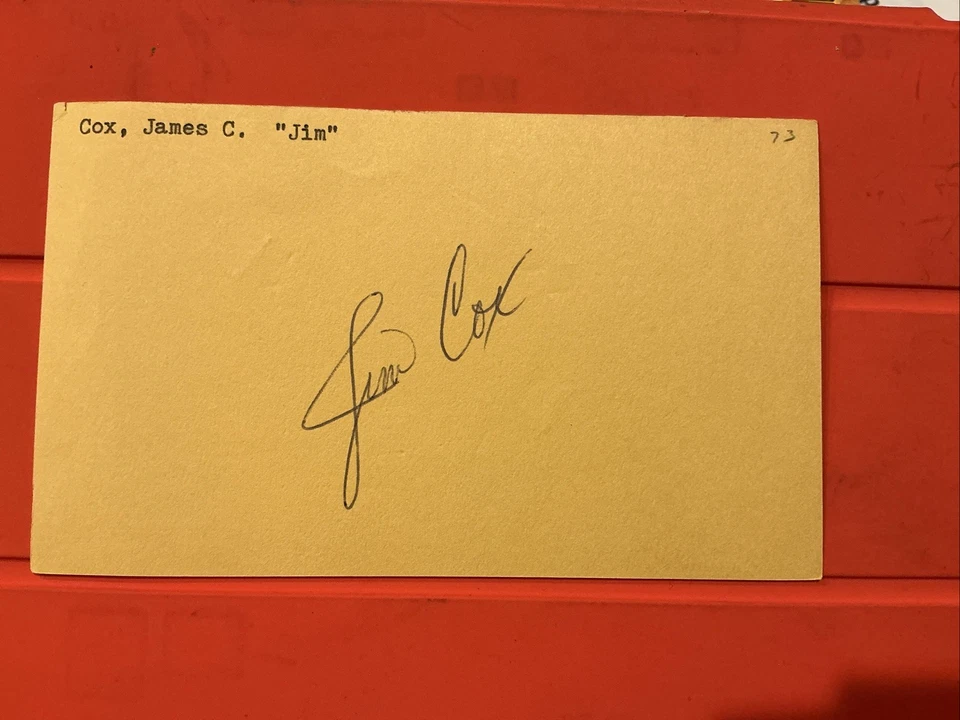 Cox, James C. "Jim" 73
Jim Cox